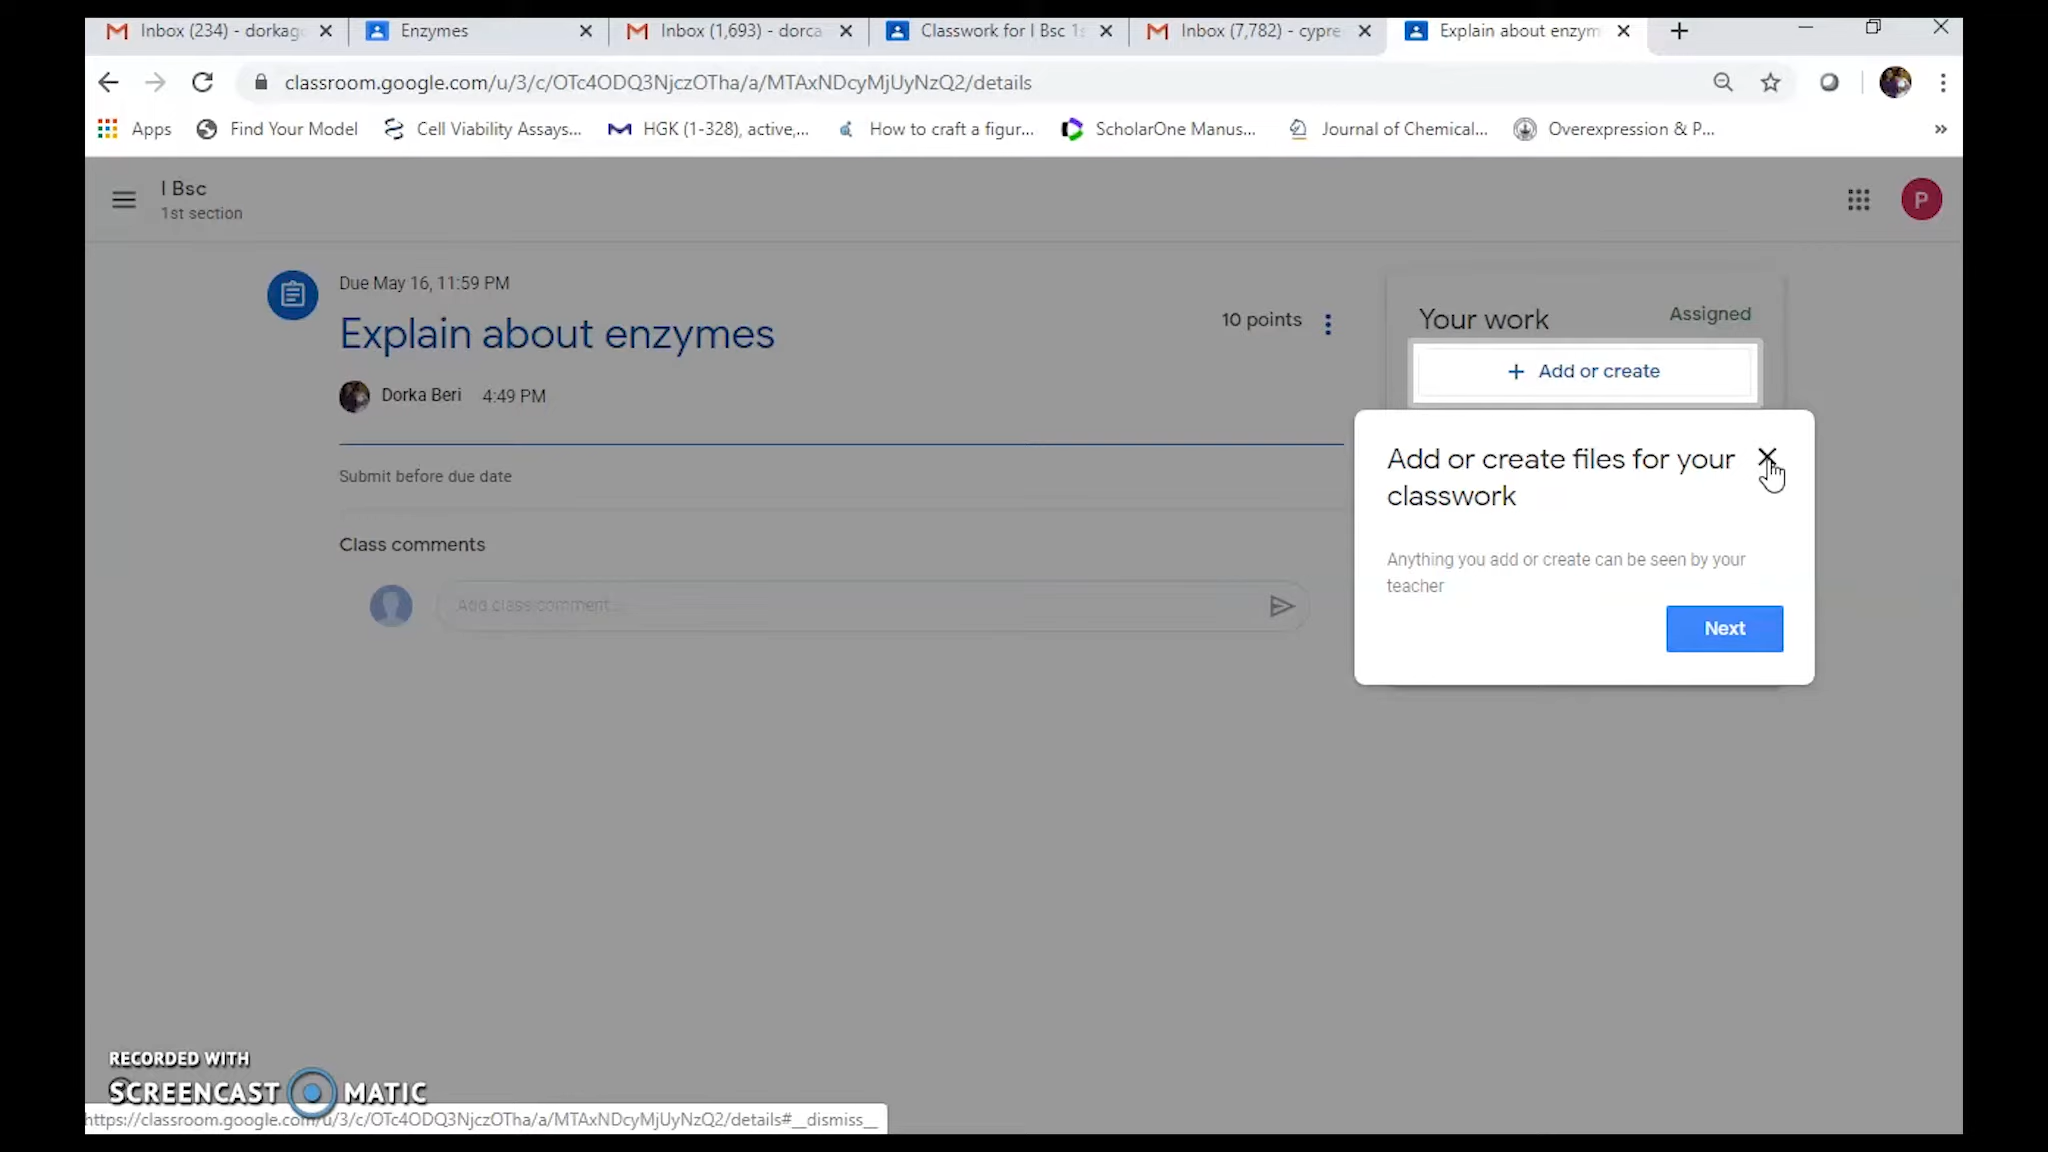 Inbox (234) - dorkag
Enzymes
Inbox (1,693) - dorca
Classwork for I Bsc 1s
Inbox (7,782) - cypre
Explain about enzym
classroom.google.com/u/3/c/OTc4ODQ3NjczOTha/a/MTAxNDcyMjUyNzQ2/details
Apps
Find Your Model
Cell Viability Assays...
HGK (1-328), active,...
How to craft a figur...
ScholarOne Manus...
Journal of Chemical...
Overexpression & P...
»
I Bsc
1st section
P
Due May 16, 11:59 PM
Explain about enzymes
10 points
Dorka Beri 4:49 PM
Submit before due date
Class comments
Add class comment...
Your work
Assigned
+ Add or create
Add or create files for your
classwork
Anything you add or create can be seen by your
teacher
Next
RECORDED WITH
SCREENCAST MATIC
https://classroom.google.com/u/3/c/OTc4ODQ3NjczOTha/a/MTAxNDcyMjUyNzQ2/details#__dismiss__